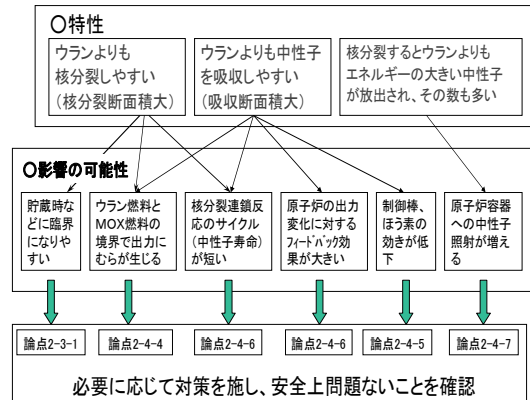 〇特性
ウランよりも
核分裂しやすい
(核分裂断面積大)
ウランよりも中性子
を吸収しやすい
(吸収断面積大)
核分裂するとウランよりも
エネルギーの大きい中性子
が放出され、その数も多い
〇影響の可能性
貯蔵時な
どに臨界
になりや
すい
ウラン燃料と
MOX燃料の
境界で出力に
むらが生じる
核分裂連鎖反
応のサイクル
(中性子寿命)
が短い
原子炉の出力
変化に対する
フィードバック効
果が大きい
制御棒、
ほう素の
効きが低
下
原子炉容器
への中性子
照射が増え
る
論点2-3-1
論点2-4-4
論点2-4-6
論点2-4-6
論点2-4-5
論点2-4-7
必要に応じて対策を施し、安全上問題ないことを確認